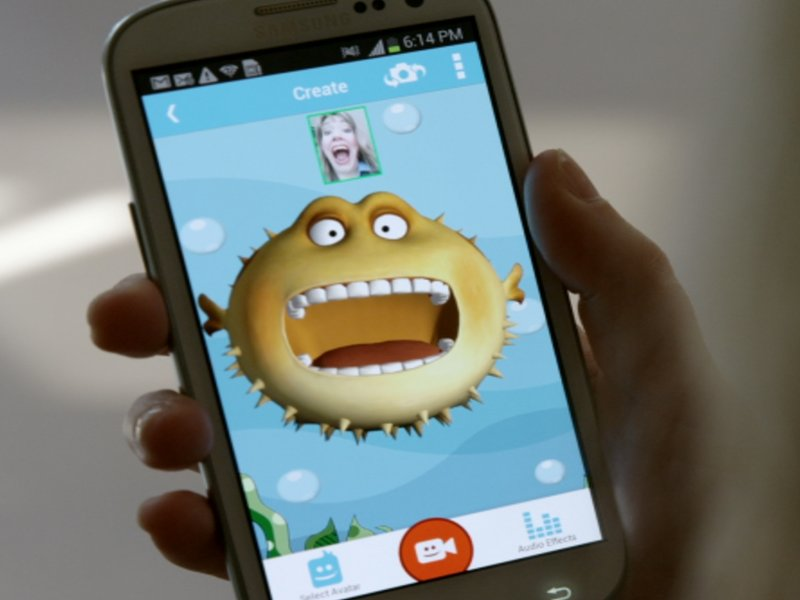 SAMSUNG
6:14 PM
Create
Select Avatar
Audio Effects